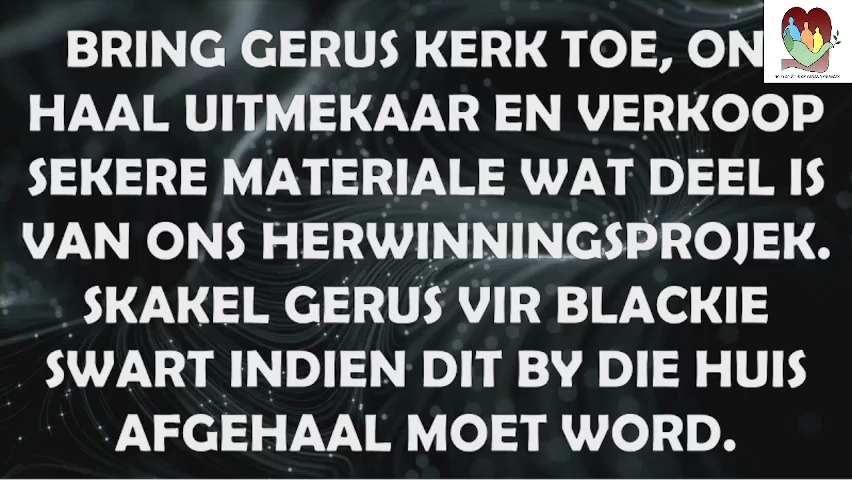 BRING GERUS KERK TOE, ON
HAAL UITMEKAAR EN VERKOOP
SEKERE MATERIALE WAT DEEL IS
VAN ONS HERWINNINGSPROJEK.
SKAKEL GERUS VIR BLACKIE
SWART INDIEN DIT BY DIE HUIS
AFGEHAAL MOET WORD.